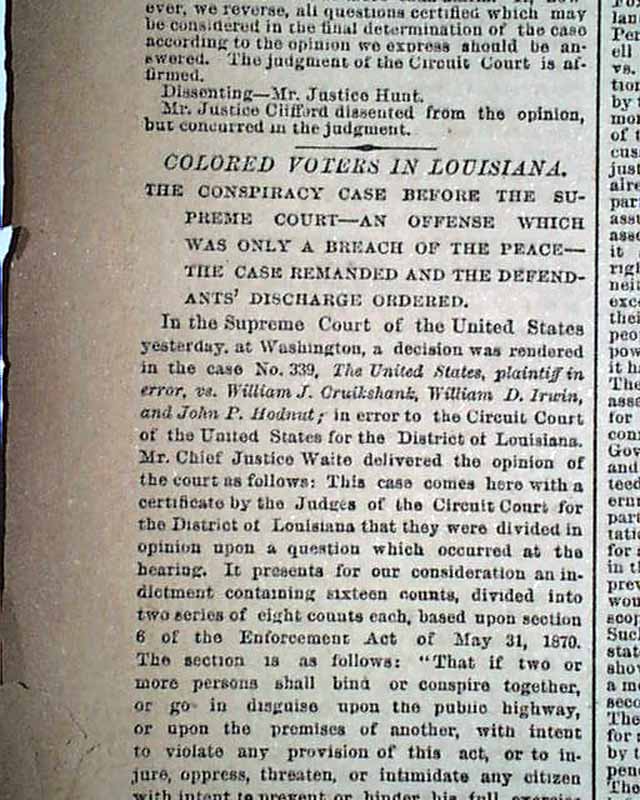 ever, we reverse, all questions certified which may
be considered in the final determination of the case
according to the opinion we express should be an-
swered. The judgment of the Circuit Court is af-
firmed.
Dissenting—Mr. Justice Hunt.
Mr. Justice Clifford dissented from the opinion,
but concurred in the judgment.
COLORED VOTERS IN LOUISIANA.
THE CONSPIRACY CASE BEFORE THE SU-
PREME COURT—AN OFFENSE WHICH
WAS ONLY A BREACH OF THE PEACE—
THE CASE REMANDED AND THE DEFEND-
ANTS' DISCHARGE ORDERED.
In the Supreme Court of the United States
yesterday, at Washington, a decision was rendered
in the case No. 339, The United States, plaintiff in
error, vs. William J. Cruikshank, William D. Irwin,
and John P. Hodnut; in error to the Circuit Court
of the United States for the District of Louisiana.
Mr. Chief Justice Waite delivered the opinion of
the court as follows: This case comes here with a
certificate by the Judges of the Circuit Court for
the District of Louisiana that they were divided in
opinion upon a question which occurred at the
hearing. It presents for our consideration an in-
dictment containing sixteen counts, divided into
two series of eight counts each, based upon section
6 of the Enforcement Act of May 31, 1870.
The section is as follows: "That if two or
more persons shall bind or conspire together,
or go in disguise upon the public highway,
or upon the premises of another, with intent
to violate any provision of this act, or to in-
jure, oppress, threaten, or intimidate any citizen
with intent to prevent or hinder his full exercise